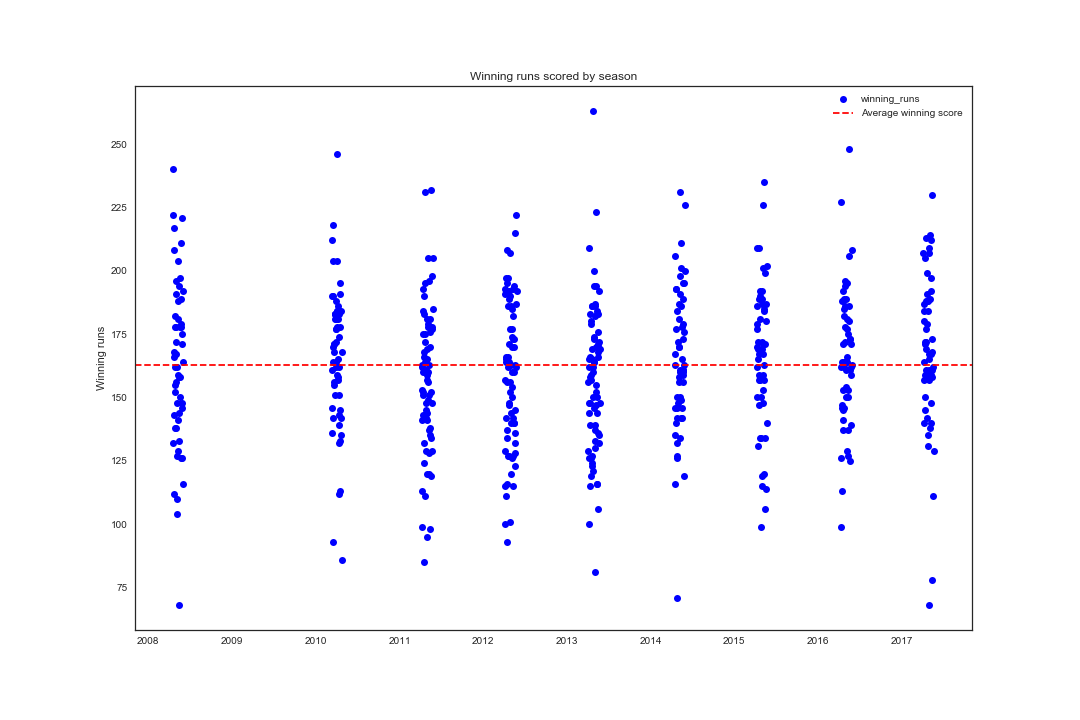 Winning runs scored by season
winning_runs
Average winning score
250
225
200
175
150
125
100
75
Winning runs
2008 2009 2010 2011 2012 2013 2014 2015 2016 2017